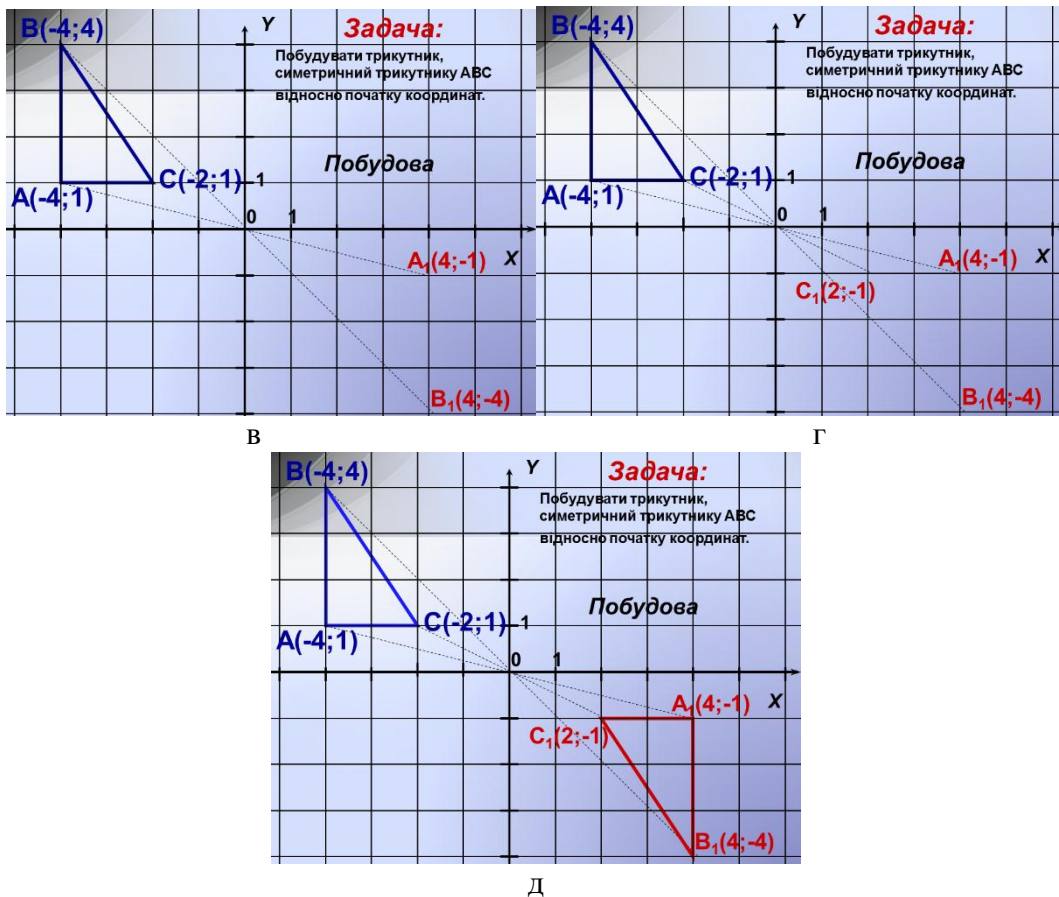 B(-4;4)
Y
Задача:
Побудувати трикутник,
симетричний трикутнику ABC
відносно початку координат.
Побудова
A(-4;1)
C(-2;1)
1
0 1
X
A₁(4;-1)
B₁(4;-4)
в
B(-4;4)
Y
Задача:
Побудувати трикутник,
симетричний трикутнику ABC
відносно початку координат.
Побудова
A(-4;1)
C(-2;1)
1
0 1
X
A₁(4;-1)
C₁(2;-1)
B₁(4;-4)
г
B(-4;4)
Y
Задача:
Побудувати трикутник,
симетричний трикутнику ABC
відносно початку координат.
Побудова
A(-4;1)
C(-2;1)
1
0 1
X
A₁(4;-1)
C₁(2;-1)
B₁(4;-4)
д